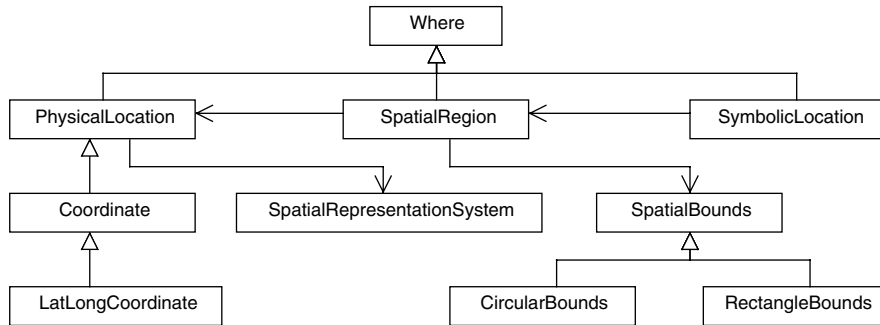 Where
PhysicalLocation
SpatialRegion
SymbolicLocation
Coordinate
SpatialRepresentationSystem
SpatialBounds
LatLongCoordinate
CircularBounds
RectangleBounds